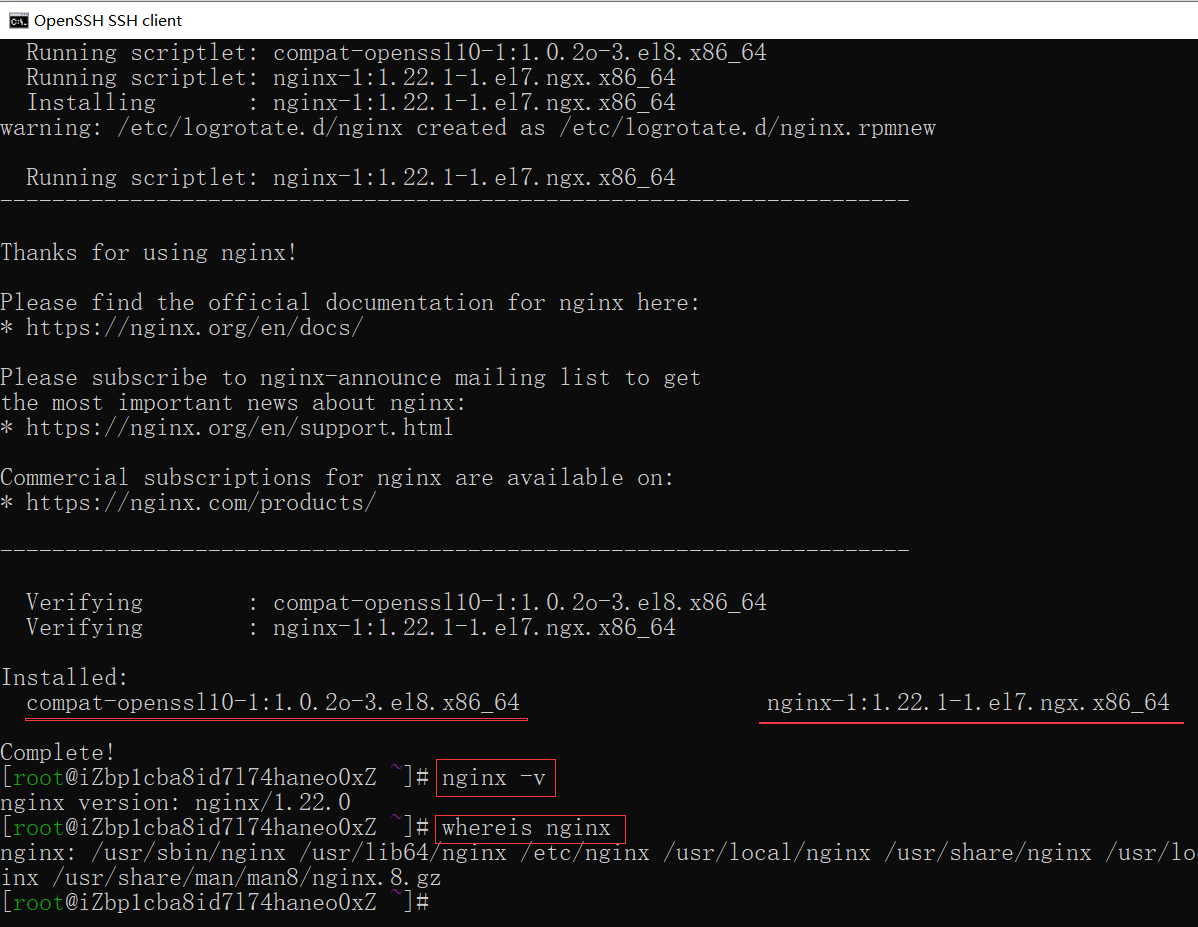 OpenSSH SSH client
Running scriptlet: compat-openssl10-1:1.0.2o-3.el8.x86_64
Running scriptlet: nginx-1:1.22.1-1.el7.ngx.x86_64
Installing       : nginx-1:1.22.1-1.el7.ngx.x86_64
warning: /etc/logrotate.d/nginx created as /etc/logrotate.d/nginx.rpmnew
Running scriptlet: nginx-1:1.22.1-1.el7.ngx.x86_64
----------------------------------------------------------------------
Thanks for using nginx!
Please find the official documentation for nginx here:
* https://nginx.org/en/docs/
Please subscribe to nginx-announce mailing list to get
the most important news about nginx:
* https://nginx.org/en/support.html
Commercial subscriptions for nginx are available on:
* https://nginx.com/products/
----------------------------------------------------------------------
Verifying        : compat-openssl10-1:1.0.2o-3.el8.x86_64
Verifying        : nginx-1:1.22.1-1.el7.ngx.x86_64
Installed:
compat-openssl10-1:1.0.2o-3.el8.x86_64                   nginx-1:1.22.1-1.el7.ngx.x86_64
Complete!
[root@iZbp1cba8id7l74haneo0xZ ~]# nginx -v
nginx version: nginx/1.22.0
[root@iZbp1cba8id7l74haneo0xZ ~]# whereis nginx
nginx: /usr/sbin/nginx /usr/lib64/nginx /etc/nginx /usr/local/nginx /usr/share/nginx /usr/lo
inx /usr/share/man/man8/nginx.8.gz
[root@iZbp1cba8id7l74haneo0xZ ~]#